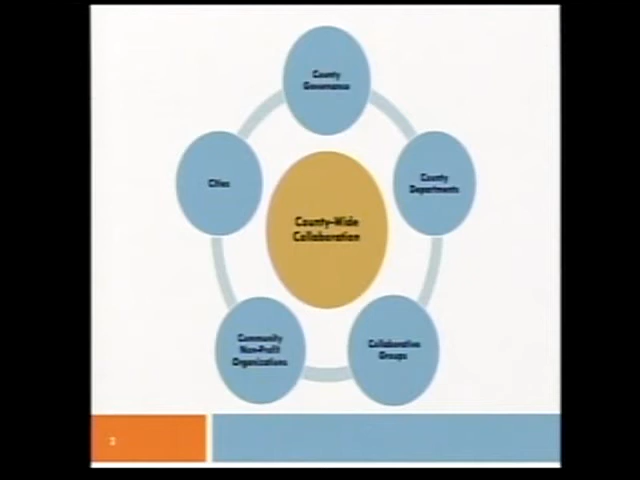 County
Governance
Cities
County
Departments
County-Wide
Collaboration
Community
Non-Profit
Organizations
Collaborative
Groups
3